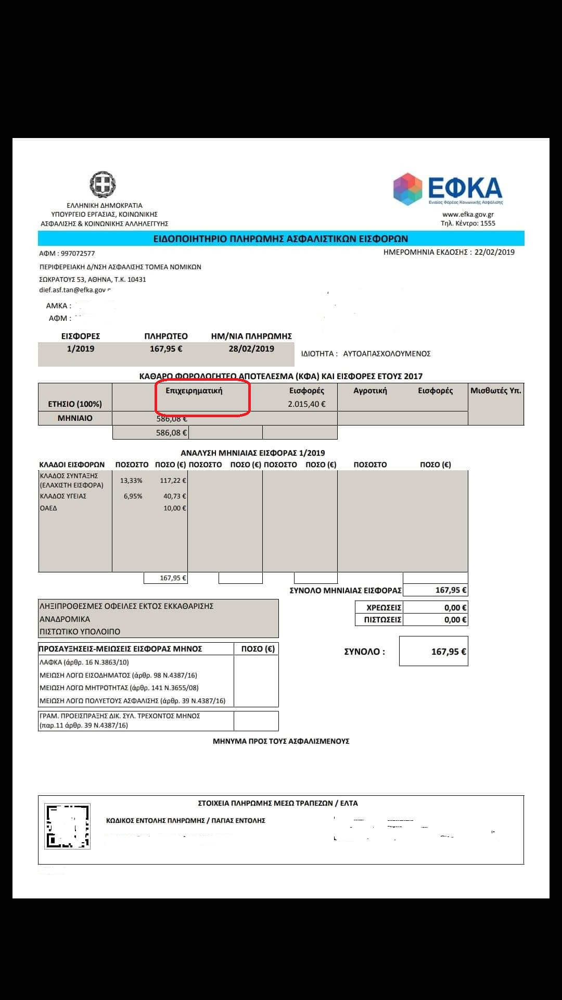 ΕΛΛΗΝΙΚΗ ΔΗΜΟΚΡΑΤΙΑ
ΥΠΟΥΡΓΕΙΟ ΕΡΓΑΣΙΑΣ, ΚΟΙΝΩΝΙΚΗΣ
ΑΣΦΑΛΙΣΗΣ & ΚΟΙΝΩΝΙΚΗΣ ΑΛΛΗΛΕΓΓΥΗΣ
ΕΦΚΑ
Ενιαίος Φορέας Κοινωνικής Ασφάλισης
www.efka.gov.gr
Τηλ. Κέντρο: 1555
ΕΙΔΟΠΟΙΗΤΗΡΙΟ ΠΛΗΡΩΜΗΣ ΑΣΦΑΛΙΣΤΙΚΩΝ ΕΙΣΦΟΡΩΝ
ΑΦΜ : 997072577
ΗΜΕΡΟΜΗΝΙΑ ΕΚΔΟΣΗΣ : 22/02/2019
ΠΕΡΙΦΕΡΕΙΑΚΗ Δ/ΝΣΗ ΑΣΦΑΛΙΣΗΣ ΤΟΜΕΑ ΝΟΜΙΚΩΝ
ΣΩΚΡΑΤΟΥΣ 53, ΑΘΗΝΑ, Τ.Κ. 10431
dief.asf.tan@efka.gov
ΑΜΚΑ :
ΑΦΜ :
ΕΙΣΦΟΡΕΣ ΠΛΗΡΩΤΕΟ ΗΜ/ΝΙΑ ΠΛΗΡΩΜΗΣ
1/2019 167,95 € 28/02/2019
ΙΔΙΟΤΗΤΑ : ΑΥΤΟΑΠΑΣΧΟΛΟΥΜΕΝΟΣ
ΚΑΘΑΡΟ ΦΟΡΟΛΟΓΗΤΕΟ ΑΠΟΤΕΛΕΣΜΑ (ΚΦΑ) ΚΑΙ ΕΙΣΦΟΡΕΣ ΕΤΟΥΣ 2017
Επιχειρηματική Εισφορές Αγροτική Εισφορές Μισθωτές Υπ.
ΕΤΗΣΙΟ (100%) 2.015,40 €
ΜΗΝΙΑΙΟ 586,08 €
586,08 €
ΑΝΑΛΥΣΗ ΜΗΝΙΑΙΑΣ ΕΙΣΦΟΡΑΣ 1/2019
ΚΛΑΔΟΙ ΕΙΣΦΟΡΩΝ ΠΟΣΟΣΤΟ ΠΟΣΟ (€) ΠΟΣΟΣΤΟ ΠΟΣΟ (€) ΠΟΣΟΣΤΟ ΠΟΣΟ (€) ΠΟΣΟΣΤΟ ΠΟΣΟ (€)
ΚΛΑΔΟΣ ΣΥΝΤΑΞΗΣ
(ΕΛΑΧΙΣΤΗ ΕΙΣΦΟΡΑ) 13,33% 117,22 €
ΚΛΑΔΟΣ ΥΓΕΙΑΣ 6,95% 40,73 €
ΟΑΕΔ 10,00 €
167,95 €
ΣΥΝΟΛΟ ΜΗΝΙΑΙΑΣ ΕΙΣΦΟΡΑΣ 167,95 €
ΛΗΞΙΠΡΟΘΕΣΜΕΣ ΟΦΕΙΛΕΣ ΕΚΤΟΣ ΕΚΚΑΘΑΡΙΣΗΣ
ΑΝΑΔΡΟΜΙΚΑ
ΠΙΣΤΩΤΙΚΟ ΥΠΟΛΟΙΠΟ
ΧΡΕΩΣΕΙΣ 0,00 €
ΠΙΣΤΩΣΕΙΣ 0,00 €
ΣΥΝΟΛΟ : 167,95 €
ΠΡΟΣΑΥΞΗΣΕΙΣ-ΜΕΙΩΣΕΙΣ ΕΙΣΦΟΡΑΣ ΜΗΝΟΣ ΠΟΣΟ (€)
ΛΑΦΚΑ (άρθρ. 16 Ν.3863/10)
ΜΕΙΩΣΗ ΛΟΓΩ ΕΙΣΟΔΗΜΑΤΟΣ (άρθρ. 98 Ν.4387/16)
ΜΕΙΩΣΗ ΛΟΓΩ ΜΗΤΡΟΤΗΤΑΣ (άρθρ. 141 Ν.3655/08)
ΜΕΙΩΣΗ ΛΟΓΩ ΠΟΛΥΕΤΟΥΣ ΑΣΦΑΛΙΣΗΣ (άρθρ. 39 Ν.4387/16)
ΓΡΑΜ. ΠΡΟΕΙΣΠΡΑΞΗΣ ΔΙΚ. ΣΥΛ. ΤΡΕΧΟΝΤΟΣ ΜΗΝΟΣ
(παρ.11 άρθρ. 39 Ν.4387/16)
ΜΗΝΥΜΑ ΠΡΟΣ ΤΟΥΣ ΑΣΦΑΛΙΣΜΕΝΟΥΣ
ΣΤΟΙΧΕΙΑ ΠΛΗΡΩΜΗΣ ΜΕΣΩ ΤΡΑΠΕΖΩΝ / ΕΛΤΑ
ΚΩΔΙΚΟΣ ΕΝΤΟΛΗΣ ΠΛΗΡΩΜΗΣ / ΠΑΓΙΑΣ ΕΝΤΟΛΗΣ